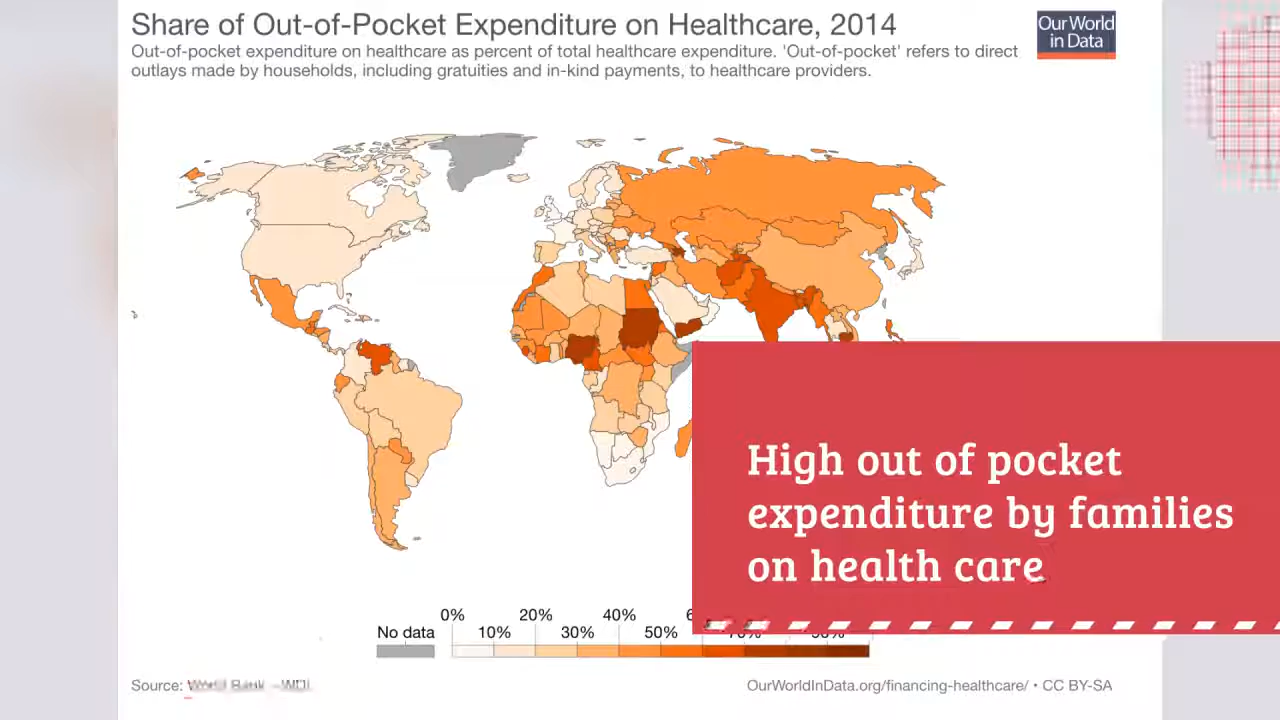 Share of Out-of-Pocket Expenditure on Healthcare, 2014
Our World
in Data
Out-of-pocket expenditure on healthcare as percent of total healthcare expenditure. 'Out-of-pocket' refers to direct
outlays made by households, including gratuities and in-kind payments, to healthcare providers.
High out of pocket
expenditure by families
on health care
0% 20% 40%
No data 10% 30% 50%
Source: World Bank – WDI
OurWorldInData.org/financing-healthcare/ • CC BY-SA